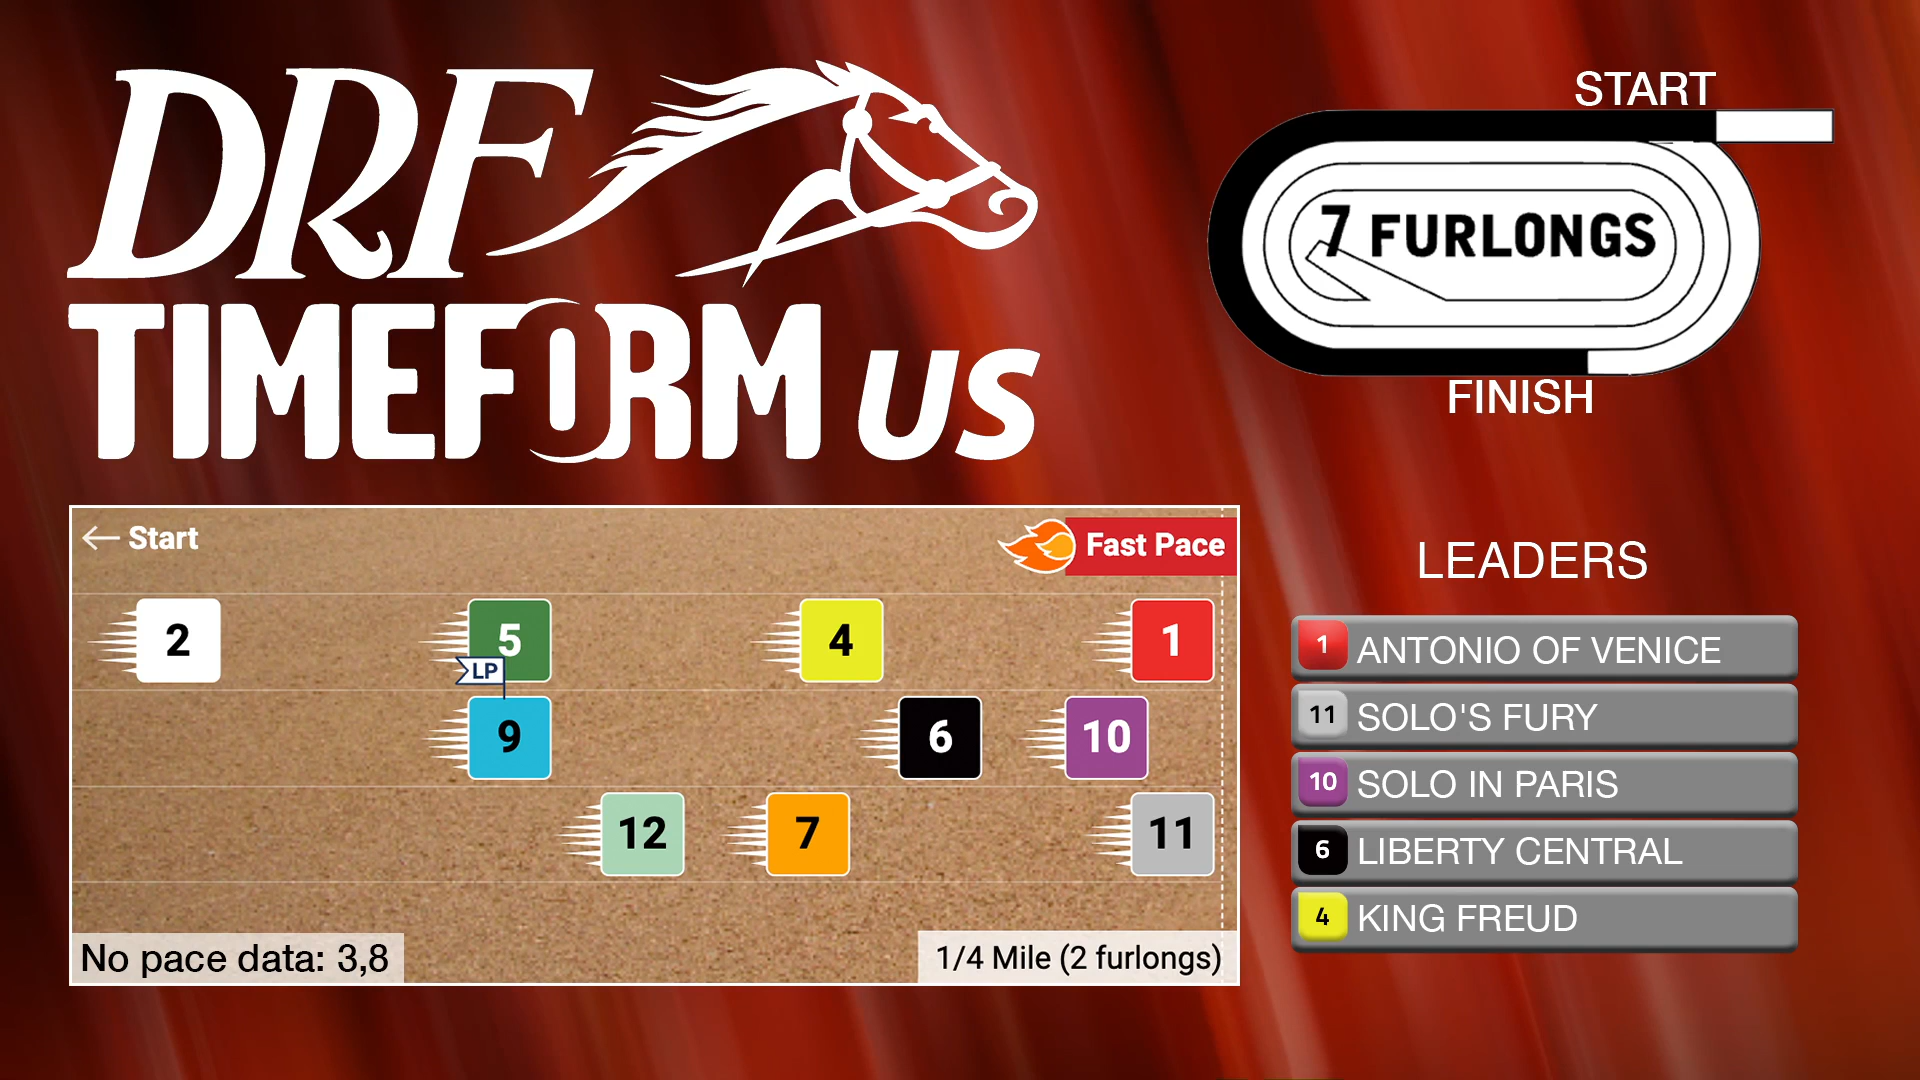 DRF
TIMEFORM US
START
7 FURLONGS
FINISH
← Start
Fast Pace
2
5
4
1
LP
9
6
10
12
7
11
No pace data: 3,8
1/4 Mile (2 furlongs)
LEADERS
1 ANTONIO OF VENICE
11 SOLO'S FURY
10 SOLO IN PARIS
6 LIBERTY CENTRAL
4 KING FREUD